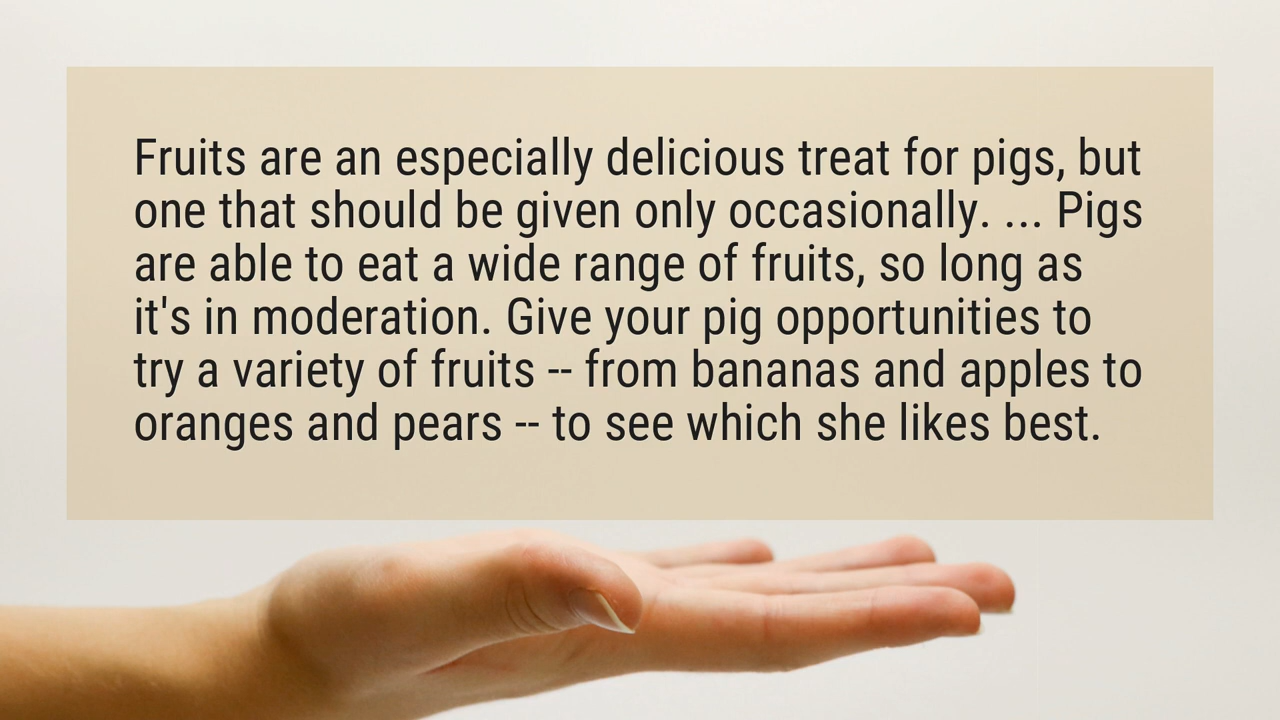 Fruits are an especially delicious treat for pigs, but
one that should be given only occasionally. ... Pigs
are able to eat a wide range of fruits, so long as
it's in moderation. Give your pig opportunities to
try a variety of fruits -- from bananas and apples to
oranges and pears -- to see which she likes best.